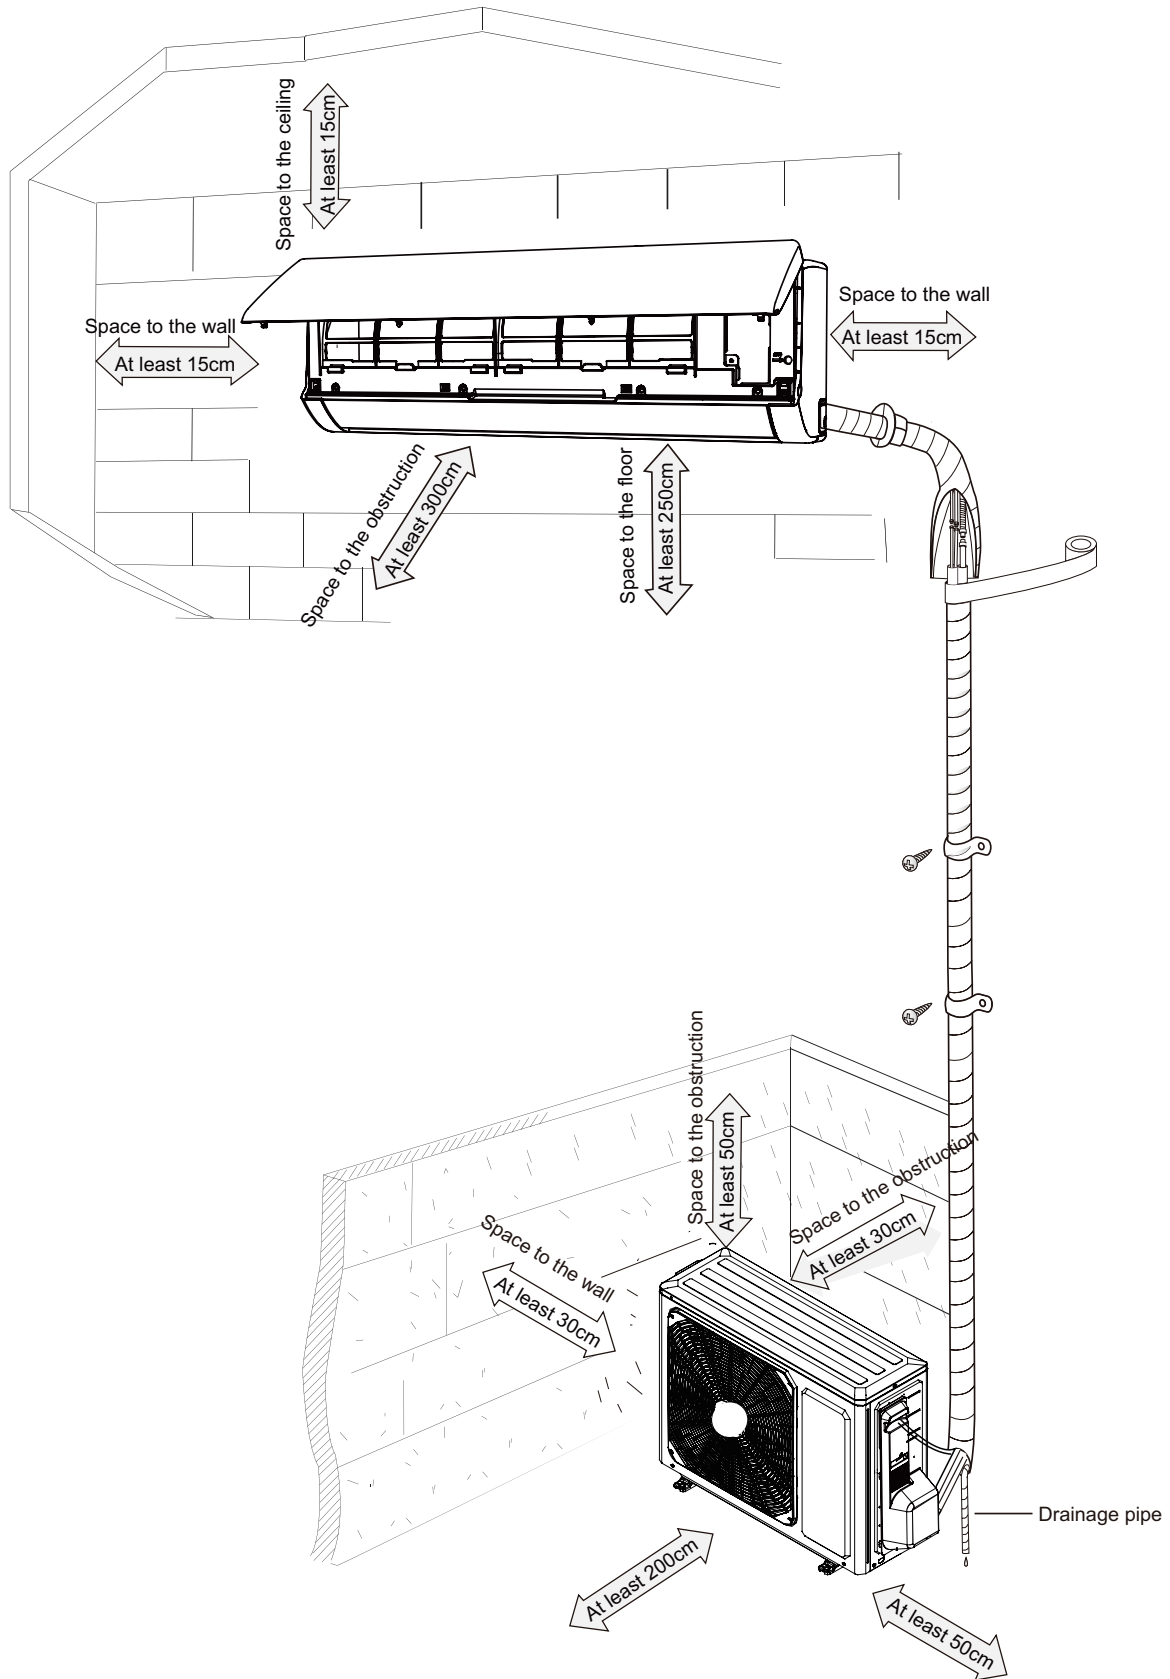 Space to the ceiling
At least 15cm
Space to the wall
At least 15cm
Space to the wall
At least 15cm
Space to the obstruction
At least 300cm
Space to the floor
At least 250cm
Space to the obstruction
At least 50cm
Space to the obstruction
At least 30cm
Space to the wall
At least 30cm
Drainage pipe
At least 200cm
At least 50cm